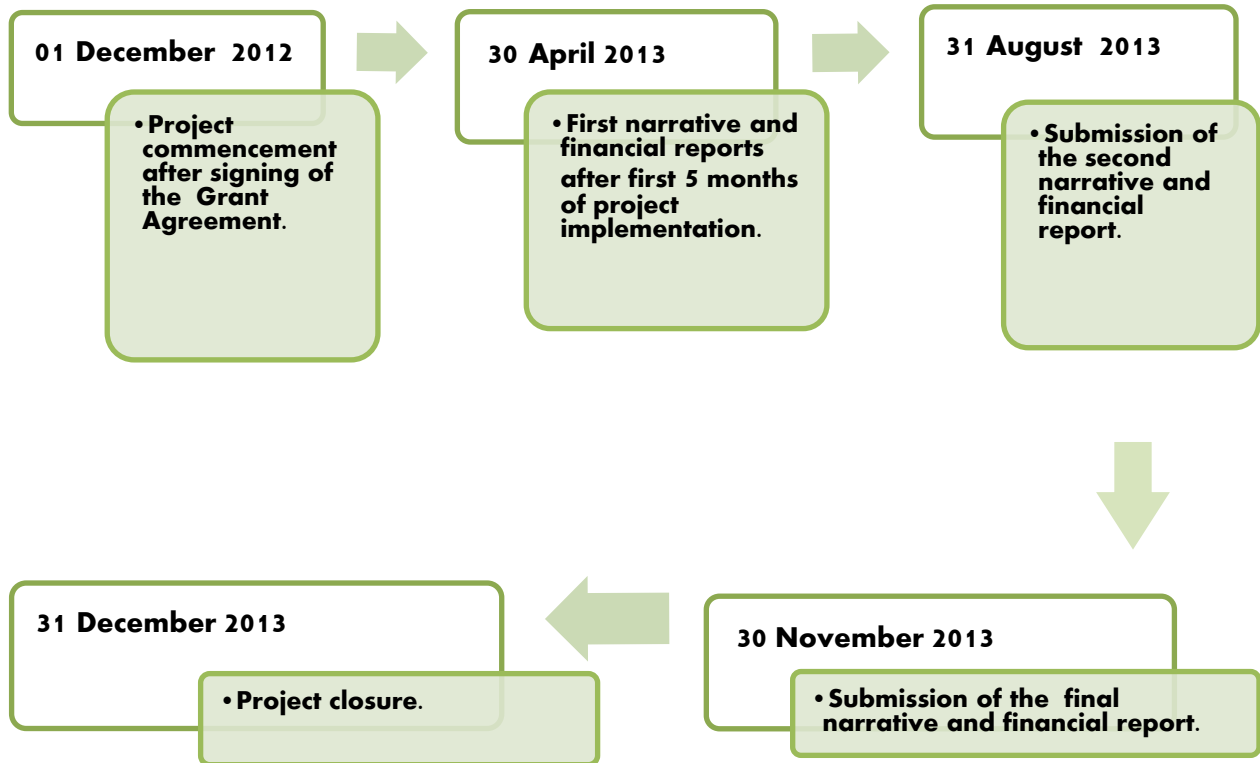 01 December 2012
• Project
commencement
after signing of
the Grant
Agreement.
30 April 2013
• First narrative and
financial reports
after first 5 months
of project
implementation.
31 August 2013
• Submission of
the second
narrative and
financial
report.
30 November 2013
• Submission of the final
narrative and financial report.
31 December 2013
• Project closure.